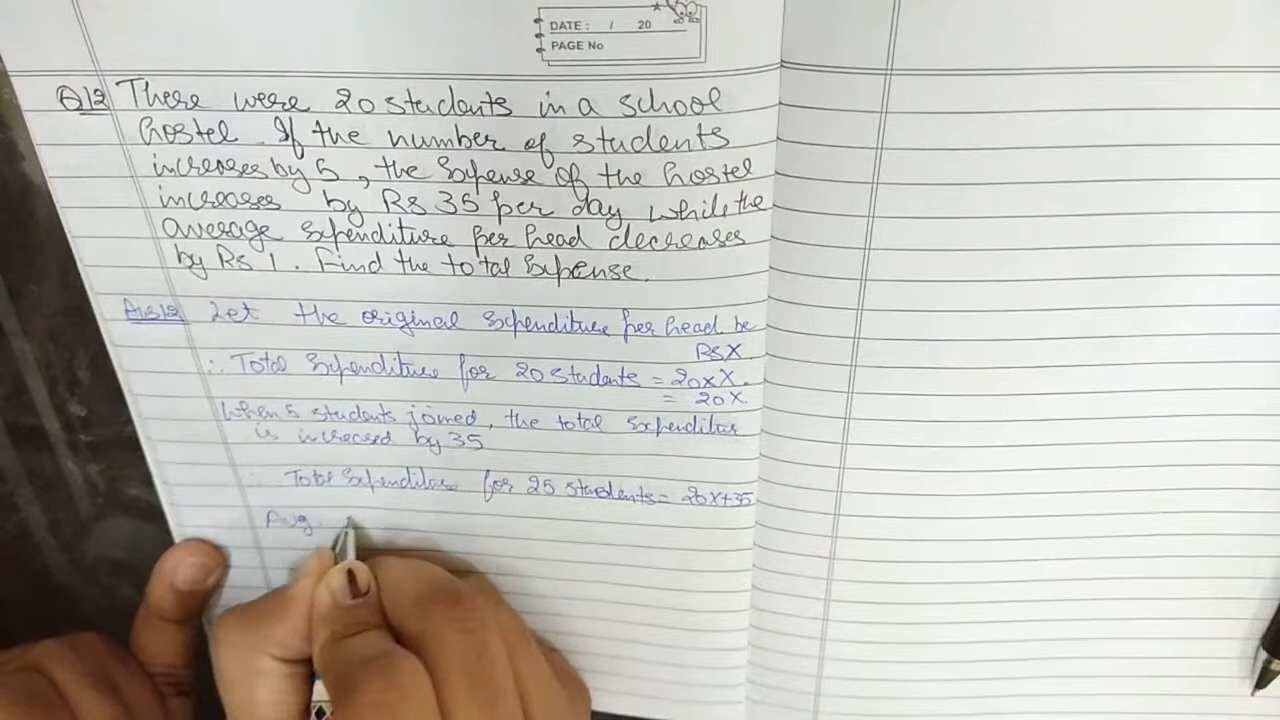 DATE : / 20
PAGE No
Q12 There were 20 students in a school
hostel. If the number of students
increases by 5, the Expense of the hostel
increases by Rs 35 per day while the
average Expenditure per head decreases
by Rs 1. Find the total Expense.
Ans12 Let the original Expenditure per head be
Rs X
∴ Total Expenditure for 20 students = 20×X
= 20X
When 5 students joined, the total Expenditure
is increased by 35
∴ Total Expenditure for 25 students = 20X+35
Avg.